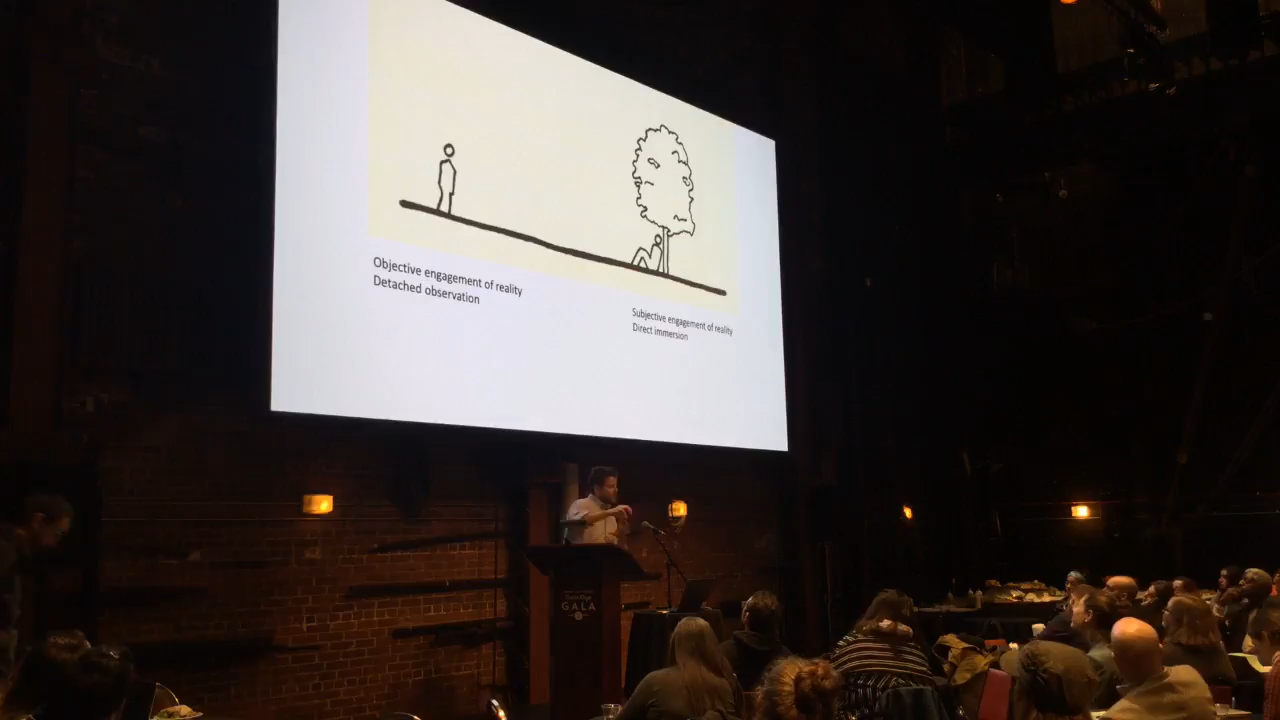 Objective engagement of reality
Detached observation
Subjective engagement of reality
Direct immersion
GALA